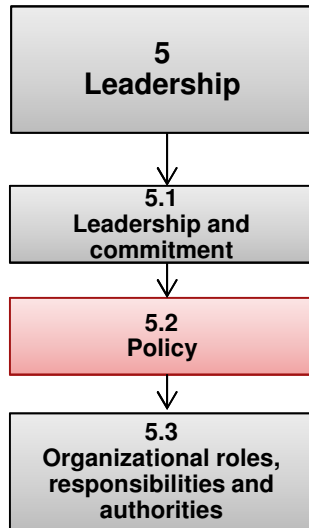 5
Leadership
5.1
Leadership and
commitment
5.2
Policy
5.3
Organizational roles,
responsibilities and
authorities